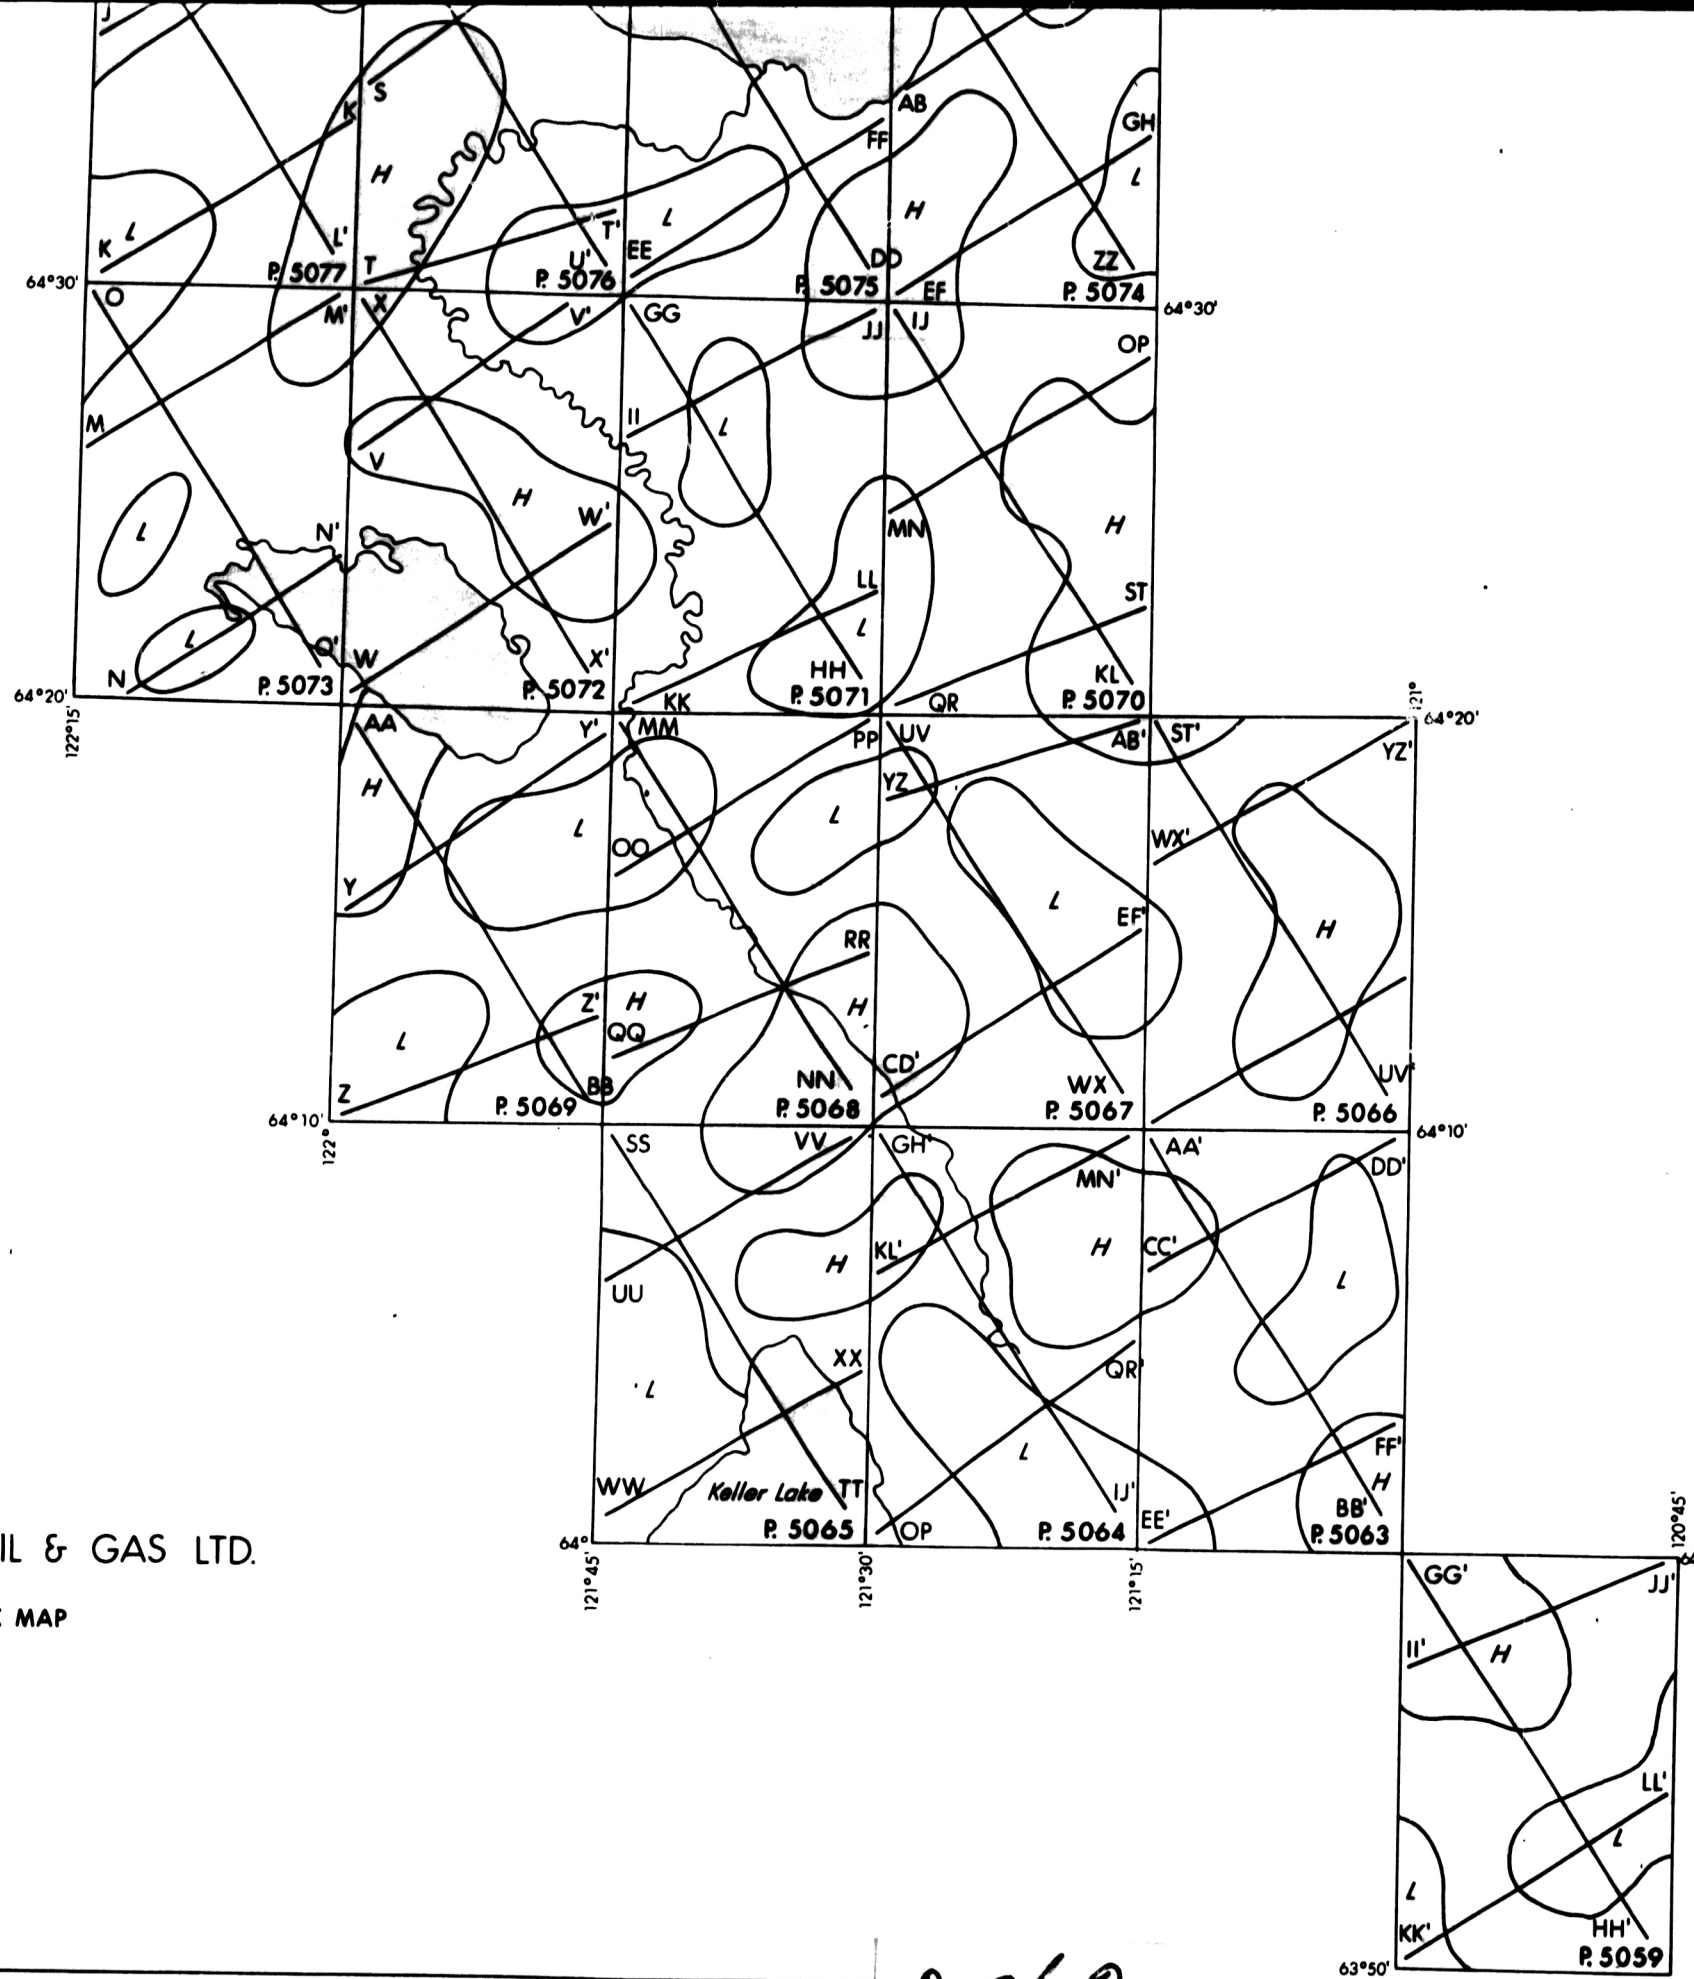 J
S
K
AB
FF
GH
H
L
L
H
L
K
L'
T
T'
U'
EE
DD
ZZ
P. 5077
P. 5076
P. 5075
P. 5074
EF
64°30'
64°30'
O
M'
X
V'
GG
JJ
IJ
OP
M
II
V
L
H
L
H
W'
MN
N'
LL
ST
L
L
O'
W
X'
HH
KL
N
P. 5073
P. 5072
P. 5071
P. 5070
KK
QR
64°20'
121°
64°20'
122°15'
AA
Y'
MM
PP
UV
AB'
ST'
YZ'
H
YZ
L
L
OO
WX'
Y
L
EF'
H
RR
Z'
H
H
QQ
L
CD'
Z
BB
NN
WX
UV'
P. 5069
P. 5068
P. 5067
P. 5066
64°10'
64°10'
122°
SS
VV
GH'
AA'
DD'
MN'
H
KL'
H
CC'
UU
L
XX
QR'
L
L
FF'
WW
Keller Lake
TT
IJ'
H
BB'
OP
EE'
P. 5065
P. 5064
P. 5063
64°
121°45'
121°30'
121°15'
120°45'
IL & GAS LTD.
MAP
GG'
JJ'
II'
H
LL'
L
L
KK'
HH'
P. 5059
63°50'